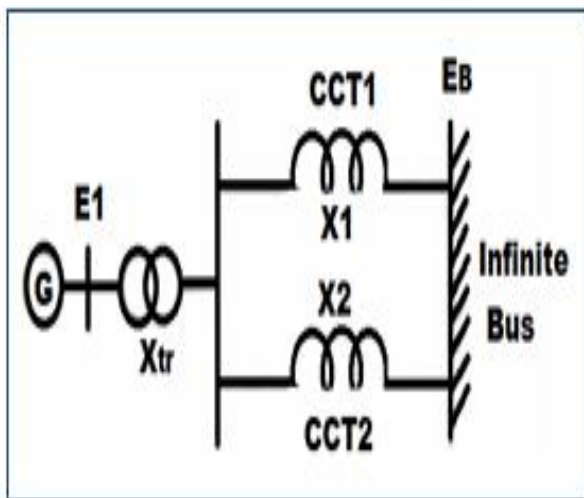 CCT1
EB
E1
X1
G
Infinite
X2
Bus
Xtr
CCT2